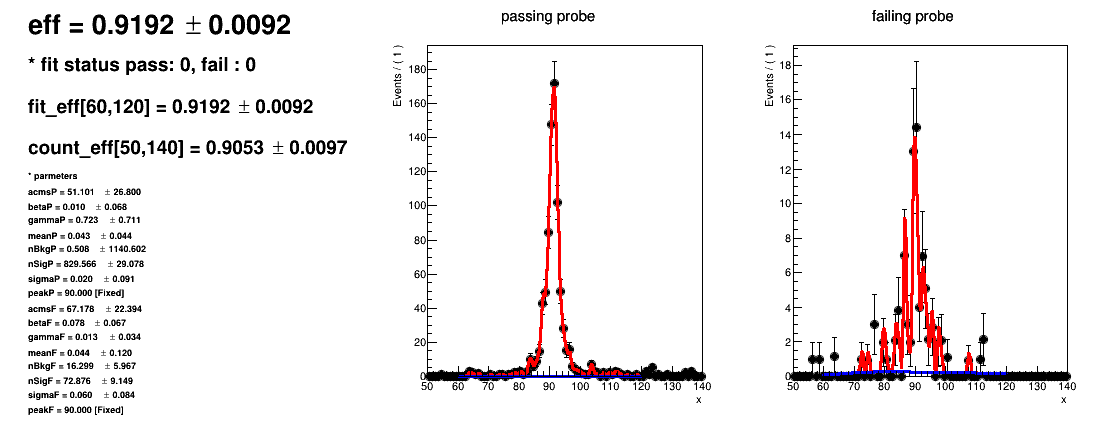 eff = 0.9192 ± 0.0092
* fit status pass: 0, fail : 0
fit_eff[60,120] = 0.9192 ± 0.0092
count_eff[50,140] = 0.9053 ± 0.0097
* parmeters
acmsP = 51.101 ± 26.800
betaP = 0.010 ± 0.068
gammaP = 0.723 ± 0.711
meanP = 0.043 ± 0.044
nBkgP = 0.508 ± 1140.602
nSigP = 829.566 ± 29.078
sigmaP = 0.020 ± 0.091
peakP = 90.000 [Fixed]
acmsF = 67.178 ± 22.394
betaF = 0.078 ± 0.067
gammaF = 0.013 ± 0.034
meanF = 0.044 ± 0.120
nBkgF = 16.299 ± 5.967
nSigF = 72.876 ± 9.149
sigmaF = 0.060 ± 0.084
peakF = 90.000 [Fixed]
passing probe
Events / ( 1 )
180
160
140
120
100
80
60
40
20
0
50 60 70 80 90 100 110 120 130 140
x
failing probe
Events / ( 1 )
18
16
14
12
10
8
6
4
2
0
50 60 70 80 90 100 110 120 130 140
x